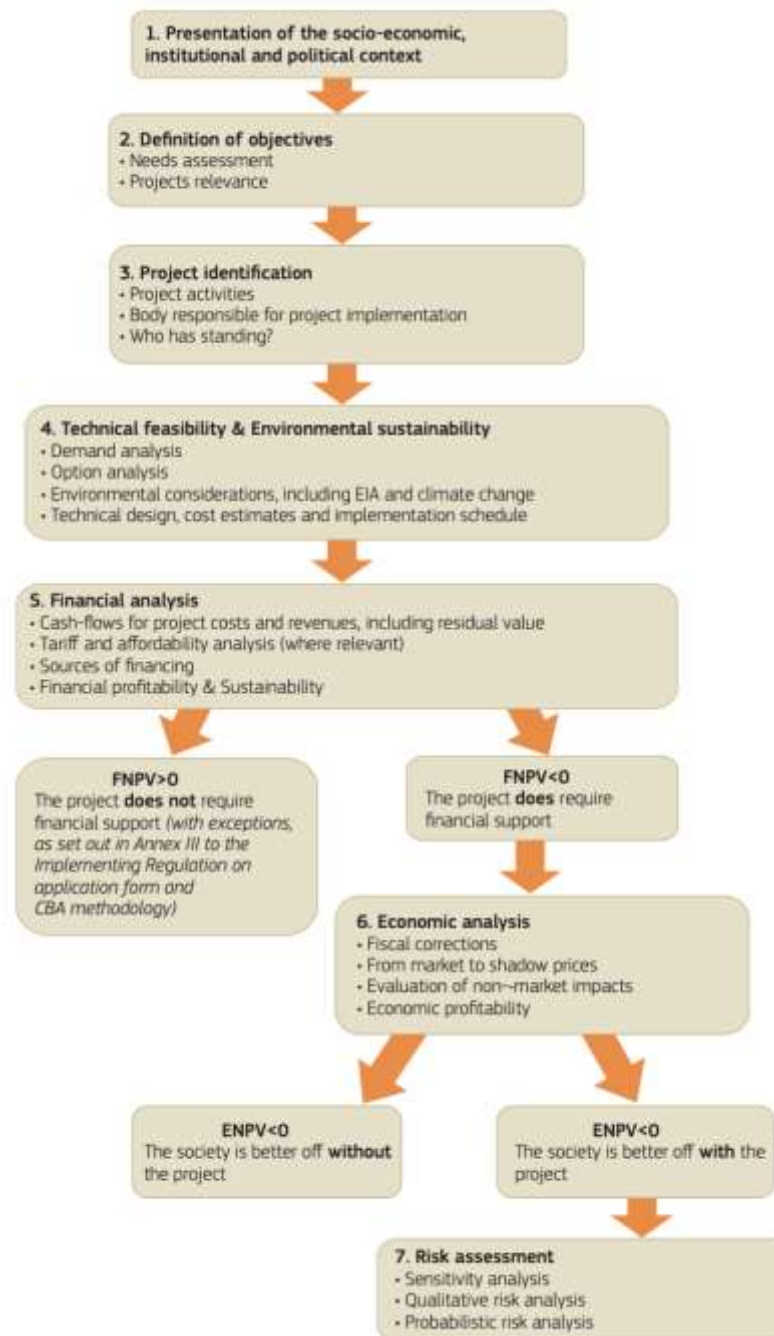 1. Presentation of the socio-economic,
institutional and political context
2. Definition of objectives
• Needs assessment
• Projects relevance
3. Project identification
• Project activities
• Body responsible for project implementation
• Who has standing?
4. Technical feasibility & Environmental sustainability
• Demand analysis
• Option analysis
• Environmental considerations, including EIA and climate change
• Technical design, cost estimates and implementation schedule
5. Financial analysis
• Cash-flows for project costs and revenues, including residual value
• Tariff and affordability analysis (where relevant)
• Sources of financing
• Financial profitability & Sustainability
FNPV>0
The project does not require
financial support (with exceptions,
as set out in Annex III to the
Implementing Regulation on
application form and
CBA methodology)
FNPV<0
The project does require
financial support
6. Economic analysis
• Fiscal corrections
• From market to shadow prices
• Evaluation of non-market impacts
• Economic profitability
ENPV<0
The society is better off without
the project
ENPV<0
The society is better off with the
project
7. Risk assessment
• Sensitivity analysis
• Qualitative risk analysis
• Probabilistic risk analysis